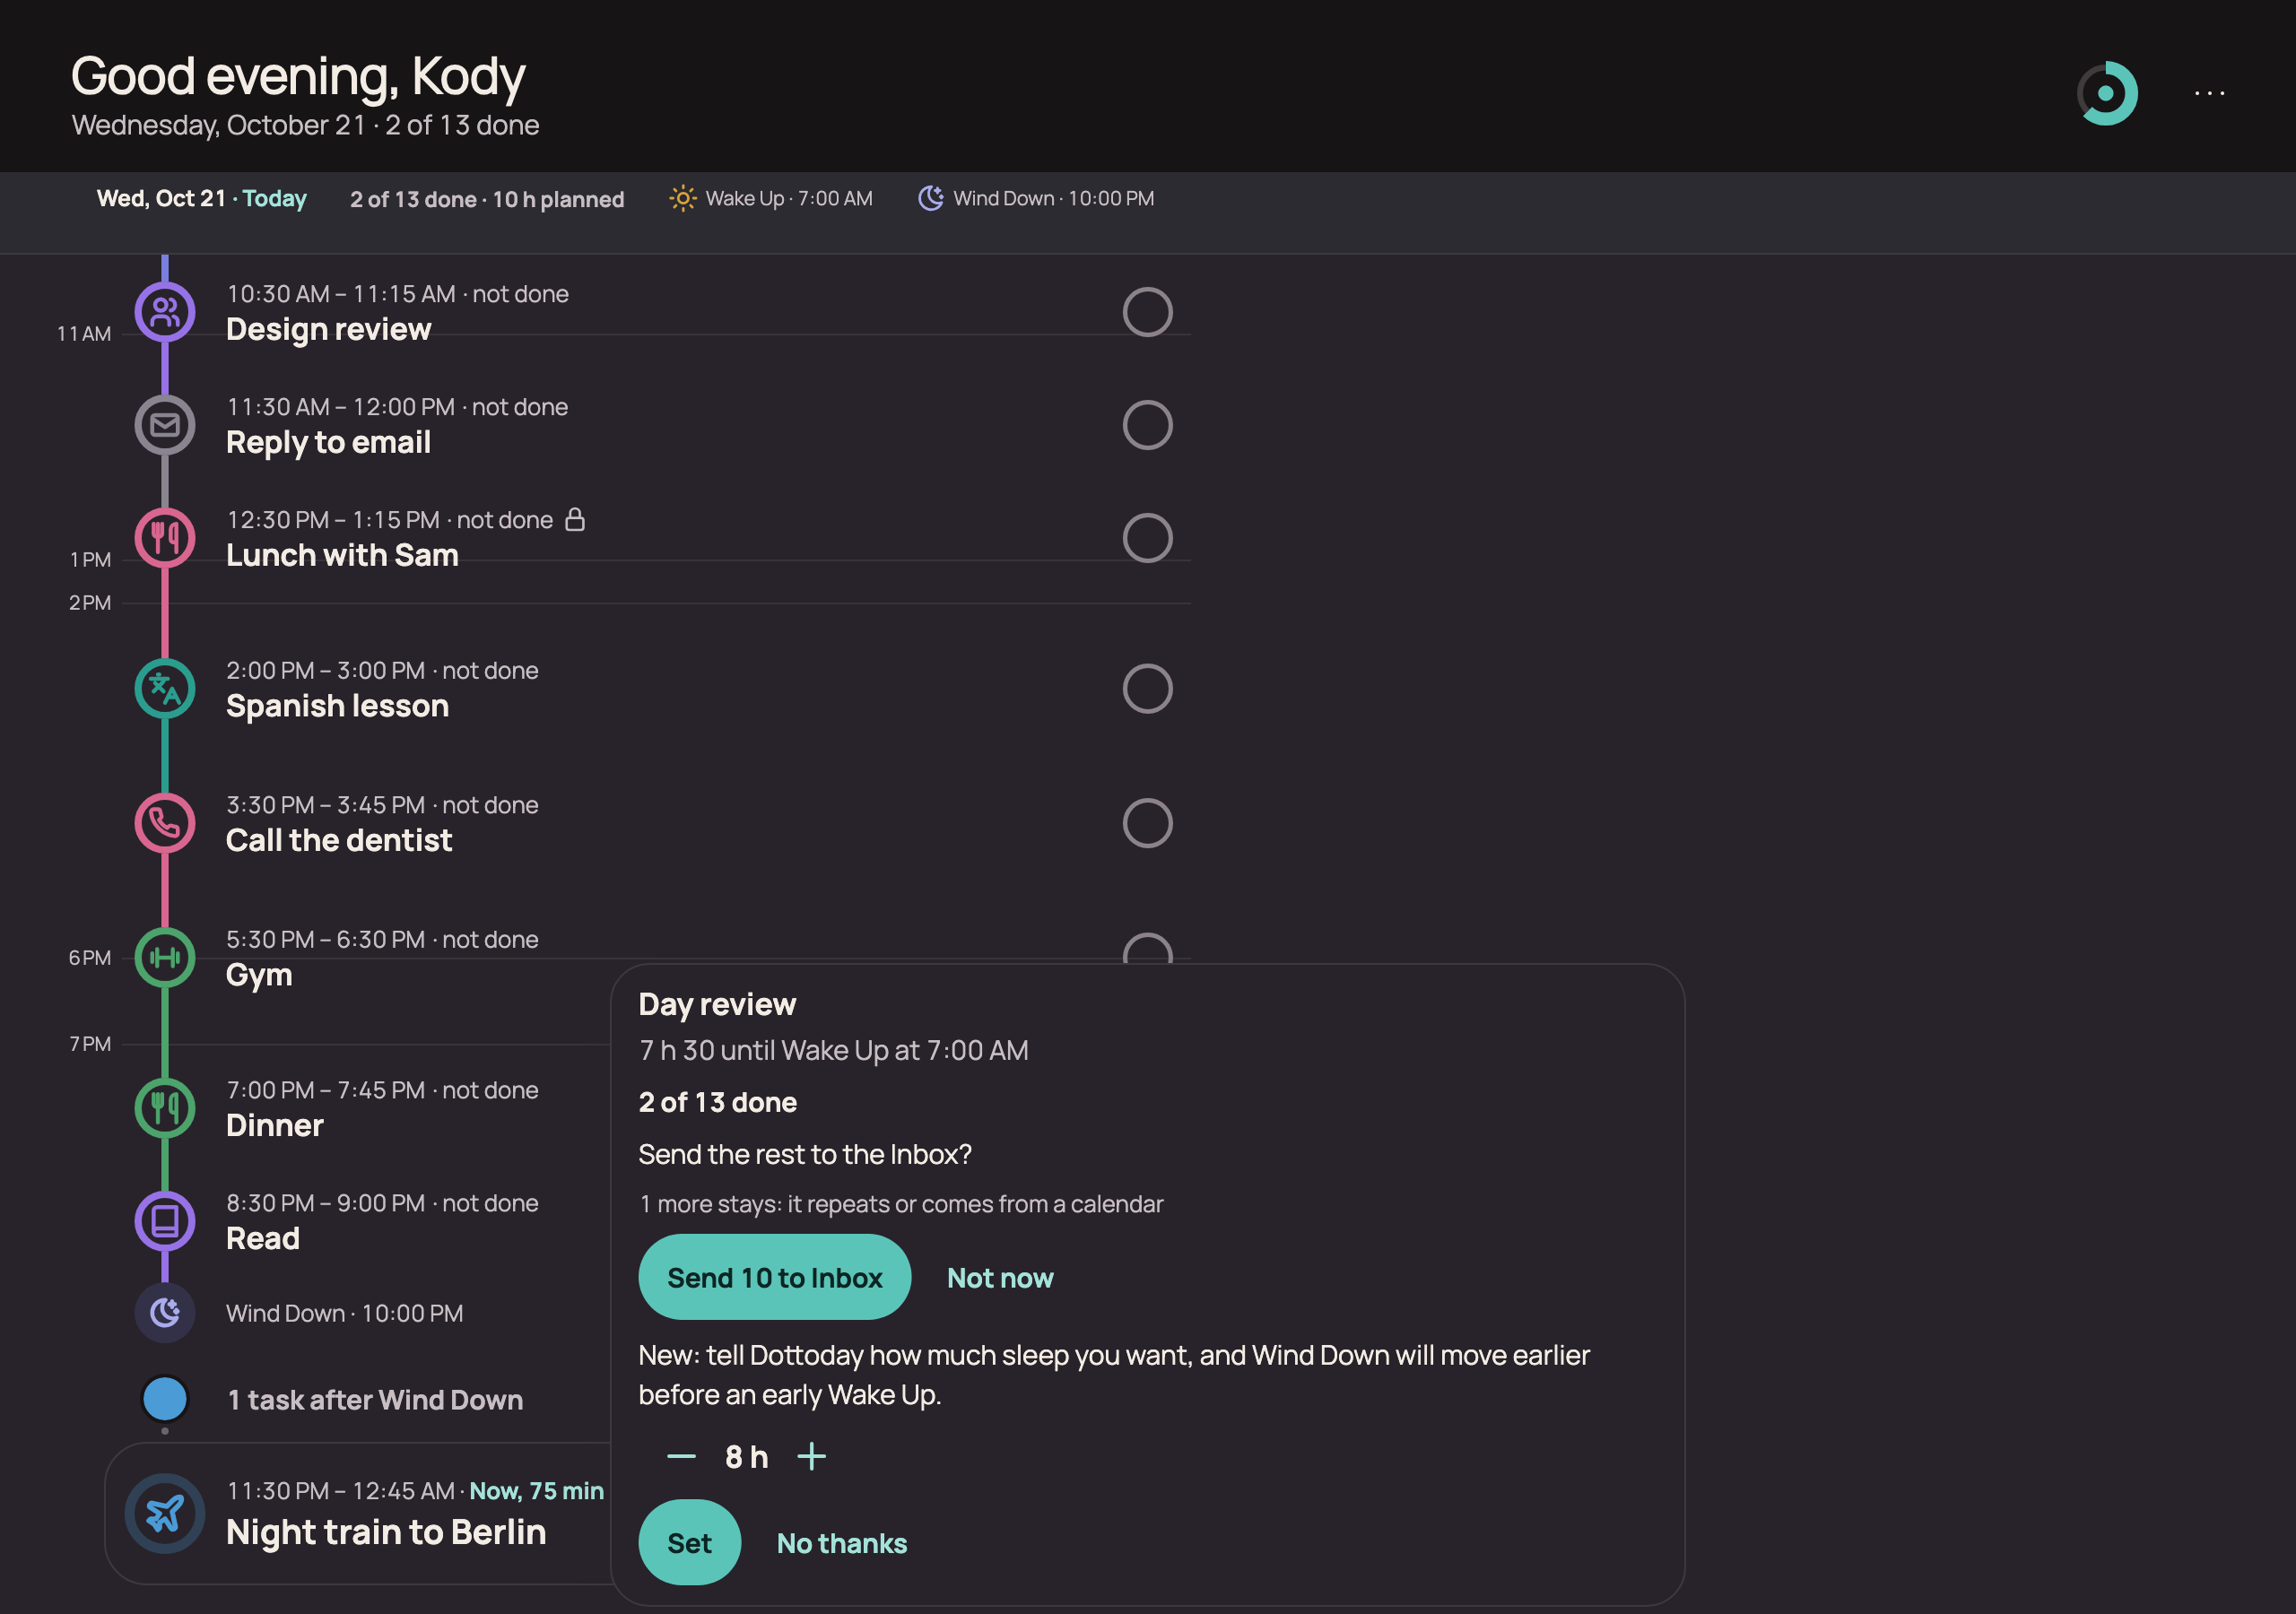 Good evening, Kody
Wednesday, October 21 · 2 of 13 done
Wed, Oct 21 · Today
2 of 13 done · 10 h planned
Wake Up · 7:00 AM
Wind Down · 10:00 PM
10:30 AM – 11:15 AM · not done
11 AM
Design review
11:30 AM – 12:00 PM · not done
Reply to email
12:30 PM – 1:15 PM · not done
1 PM
Lunch with Sam
2 PM
2:00 PM – 3:00 PM · not done
Spanish lesson
3:30 PM – 3:45 PM · not done
Call the dentist
5:30 PM – 6:30 PM · not done
6 PM
Gym
7 PM
7:00 PM – 7:45 PM · not done
Dinner
8:30 PM – 9:00 PM · not done
Read
Wind Down · 10:00 PM
1 task after Wind Down
11:30 PM – 12:45 AM · Now, 75 min
Night train to Berlin
Day review
7 h 30 until Wake Up at 7:00 AM
2 of 13 done
Send the rest to the Inbox?
1 more stays: it repeats or comes from a calendar
Send 10 to Inbox
Not now
New: tell Dottoday how much sleep you want, and Wind Down will move earlier
before an early Wake Up.
8 h
Set
No thanks